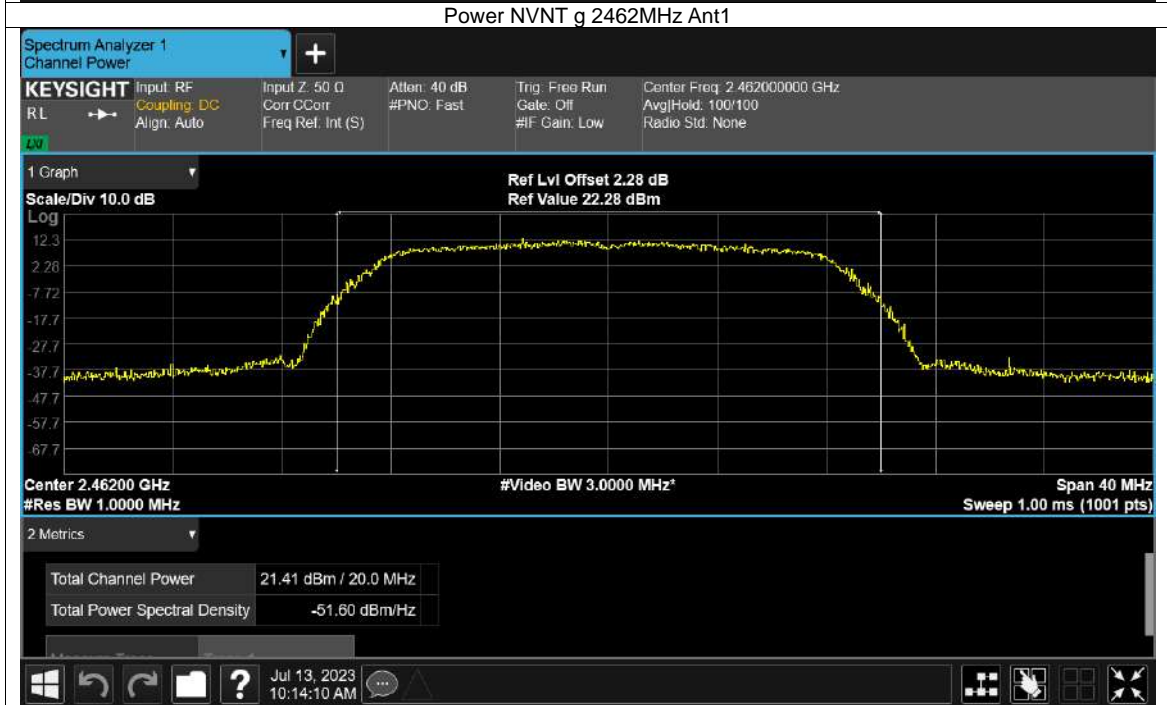 Power NVNT g 2462MHz Ant1
Spectrum Analyzer 1
Channel Power
+
KEYSIGHT Input: RF Input Z: 50 Ω Atten: 40 dB Trig: Free Run Center Freq: 2.462000000 GHz
RL Coupling: DC Corr CCorr #PNO: Fast Gate: Off Avg|Hold: 100/100
Align: Auto Freq Ref: Int (S) #IF Gain: Low Radio Std: None
LXI
1 Graph
Ref Lvl Offset 2.28 dB
Scale/Div 10.0 dB Ref Value 22.28 dBm
Log
12.3
2.28
-7.72
-17.7
-27.7
-37.7
-47.7
-57.7
-67.7
Center 2.46200 GHz #Video BW 3.0000 MHz* Span 40 MHz
#Res BW 1.0000 MHz Sweep 1.00 ms (1001 pts)
2 Metrics
Total Channel Power 21.41 dBm / 20.0 MHz
Total Power Spectral Density -51.60 dBm/Hz
? Jul 13, 2023
10:14:10 AM